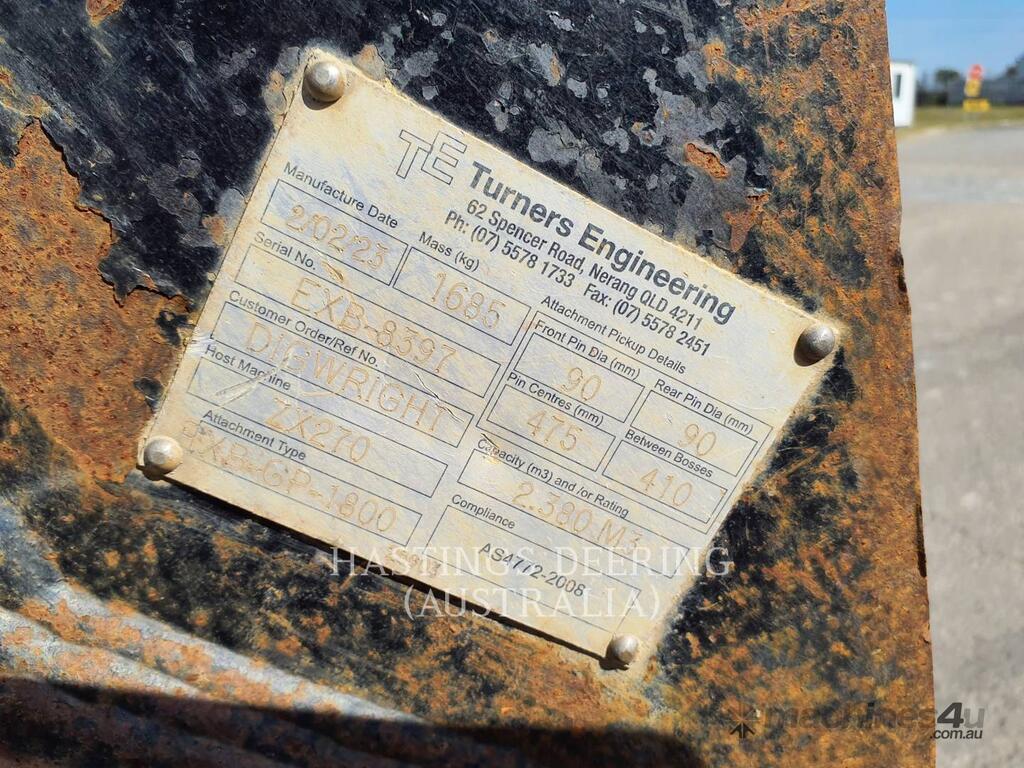 TE Turners Engineering
62 Spencer Road, Nerang QLD 4211
Ph: (07) 5578 1733 Fax: (07) 5578 2451
Manufacture Date
2/02/23
Mass (kg)
1685
Serial No.
EXB-8397
Customer Order/Ref No.
DIGWRIGHT
Host Machine
ZX270
Attachment Type
GP-1800
Attachment Pickup Details
Front Pin Dia (mm)
90
Rear Pin Dia (mm)
90
Pin Centres (mm)
475
Between Bosses
410
Capacity (m3) and /or Rating
2.380-M3
Compliance
AS4772-2008
HASTINGS DEERING
(AUSTRALIA)
machines4u
.com.au